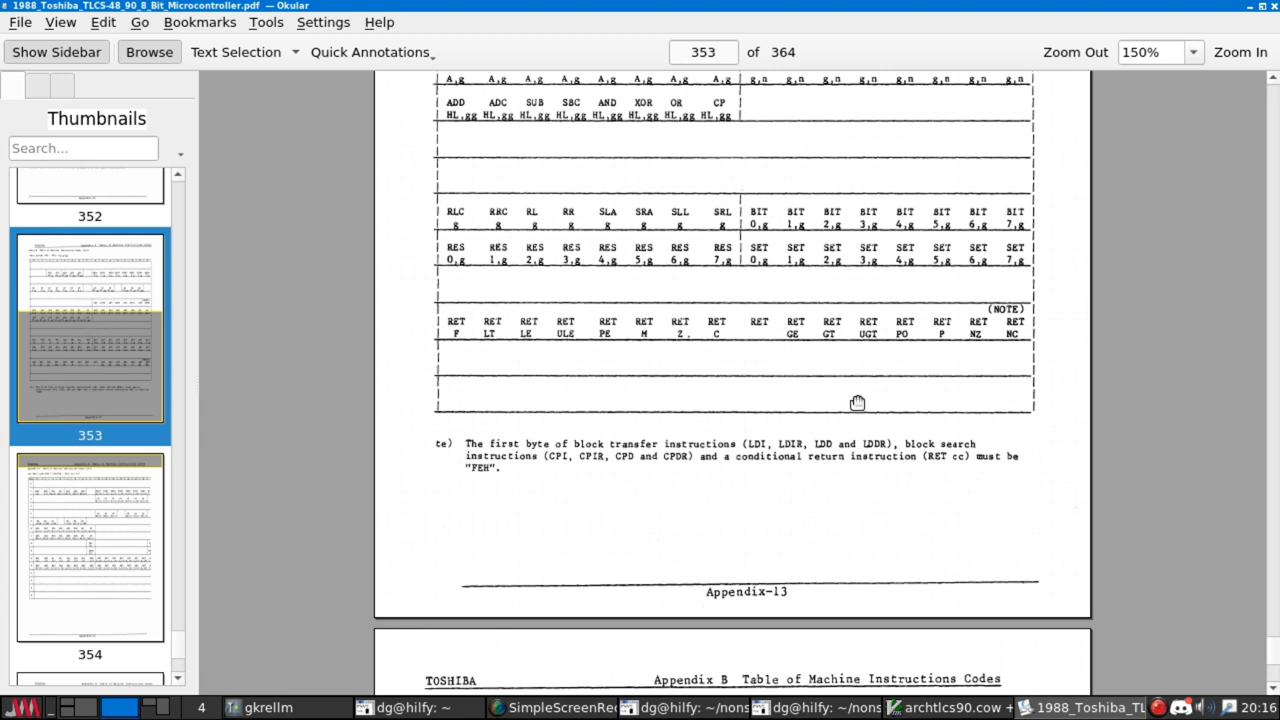 1988_Toshiba_TLCS-48_90_8_Bit_Microcontroller.pdf — Okular
File View Edit Go Bookmarks Tools Settings Help
Show Sidebar Browse Text Selection Quick Annotations 353 of 364 Zoom Out 150% Zoom In
Thumbnails
Search...
352
353
354
A,g A,g A,g A,g A,g A,g A,g A,g g,n g,n g,n g,n g,n g,n g,n g,n
ADD ADC SUB SBC AND XOR OR CP
HL,gg HL,gg HL,gg HL,gg HL,gg HL,gg HL,gg HL,gg
RLC RRC RL RR SLA SRA SLL SRL BIT BIT BIT BIT BIT BIT BIT BIT
g g g g g g g g 0,g 1,g 2,g 3,g 4,g 5,g 6,g 7,g
RES RES RES RES RES RES RES RES SET SET SET SET SET SET SET SET
0,g 1,g 2,g 3,g 4,g 5,g 6,g 7,g 0,g 1,g 2,g 3,g 4,g 5,g 6,g 7,g
(NOTE)
RET RET RET RET RET RET RET RET RET RET RET RET RET RET RET RET
F LT LE ULE PE M Z C GE GT UGT PO P NZ NC
te) The first byte of block transfer instructions (LDI, LDIR, LDD and LDDR), block search
instructions (CPI, CPIR, CPD and CPDR) and a conditional return instruction (RET cc) must be
"FEH".
Appendix-13
TOSHIBA Appendix B Table of Machine Instructions Codes
4 gkrellm dg@hilfy: ~ SimpleScreenRec dg@hilfy: ~/nons dg@hilfy: ~/nons archtlcs90.cow + 1988_Toshiba_TL 20:16